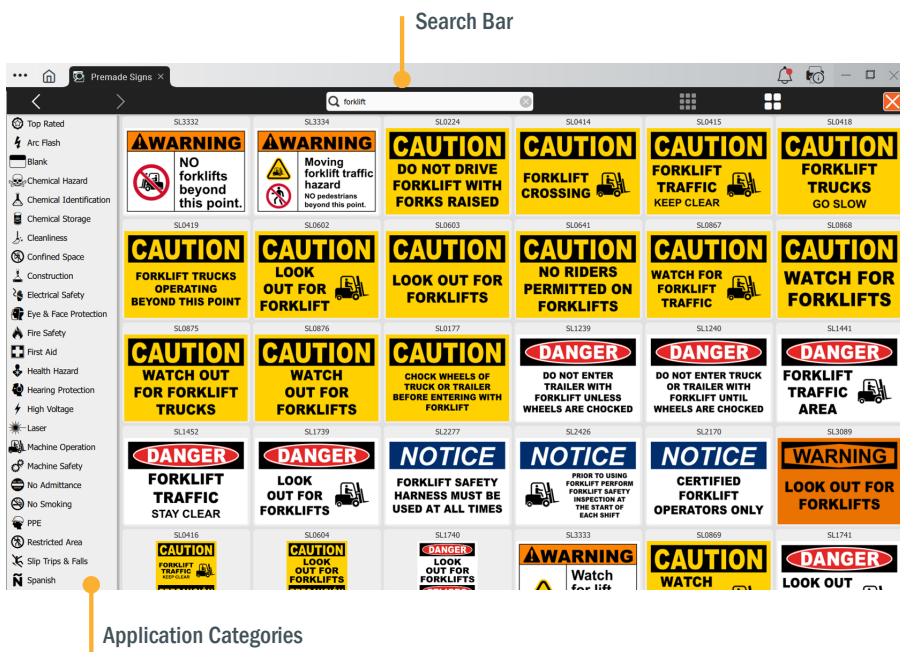 Search Bar
Premade Signs
forklift
Top Rated
Arc Flash
Blank
Chemical Hazard
Chemical Identification
Chemical Storage
Cleanliness
Confined Space
Construction
Electrical Safety
Eye & Face Protection
Fire Safety
First Aid
Health Hazard
Hearing Protection
High Voltage
Laser
Machine Operation
Machine Safety
No Admittance
No Smoking
PPE
Restricted Area
Slip Trips & Falls
Spanish
SL3332
WARNING
NO
forklifts
beyond
this point.
SL3334
WARNING
Moving
forklift traffic
hazard
NO pedestrians
beyond this point.
SL0224
CAUTION
DO NOT DRIVE
FORKLIFT WITH
FORKS RAISED
SL0414
CAUTION
FORKLIFT
CROSSING
SL0415
CAUTION
FORKLIFT
TRAFFIC
KEEP CLEAR
SL0418
CAUTION
FORKLIFT
TRUCKS
GO SLOW
SL0419
CAUTION
FORKLIFT TRUCKS
OPERATING
BEYOND THIS POINT
SL0602
CAUTION
LOOK
OUT FOR
FORKLIFT
SL0603
CAUTION
LOOK OUT FOR
FORKLIFTS
SL0641
CAUTION
NO RIDERS
PERMITTED ON
FORKLIFTS
SL0867
CAUTION
WATCH FOR
FORKLIFT
TRAFFIC
SL0868
CAUTION
WATCH FOR
FORKLIFTS
SL0875
CAUTION
WATCH OUT
FOR FORKLIFT
TRUCKS
SL0876
CAUTION
WATCH
OUT FOR
FORKLIFTS
SL0177
CAUTION
CHOCK WHEELS OF
TRUCK OR TRAILER
BEFORE ENTERING WITH
FORKLIFT
SL1239
DANGER
DO NOT ENTER
TRAILER WITH
FORKLIFT UNLESS
WHEELS ARE CHOCKED
SL1240
DANGER
DO NOT ENTER TRUCK
OR TRAILER WITH
FORKLIFT UNTIL
WHEELS ARE CHOCKED
SL1441
DANGER
FORKLIFT
TRAFFIC
AREA
SL1452
DANGER
FORKLIFT
TRAFFIC
STAY CLEAR
SL1739
DANGER
LOOK
OUT FOR
FORKLIFTS
SL2277
NOTICE
FORKLIFT SAFETY
HARNESS MUST BE
USED AT ALL TIMES
SL2426
NOTICE
PRIOR TO USING
FORKLIFT PERFORM
FORKLIFT SAFETY
INSPECTION AT
THE START OF
EACH SHIFT
SL2170
NOTICE
CERTIFIED
FORKLIFT
OPERATORS ONLY
SL3089
WARNING
LOOK OUT FOR
FORKLIFTS
SL0416
CAUTION
FORKLIFT
TRAFFIC
KEEP CLEAR
SL0604
CAUTION
LOOK
OUT FOR
FORKLIFTS
SL1740
DANGER
LOOK
OUT FOR
FORKLIFTS
SL3333
WARNING
Watch
for lift
SL0869
CAUTION
WATCH
SL1741
DANGER
LOOK OUT
Application Categories